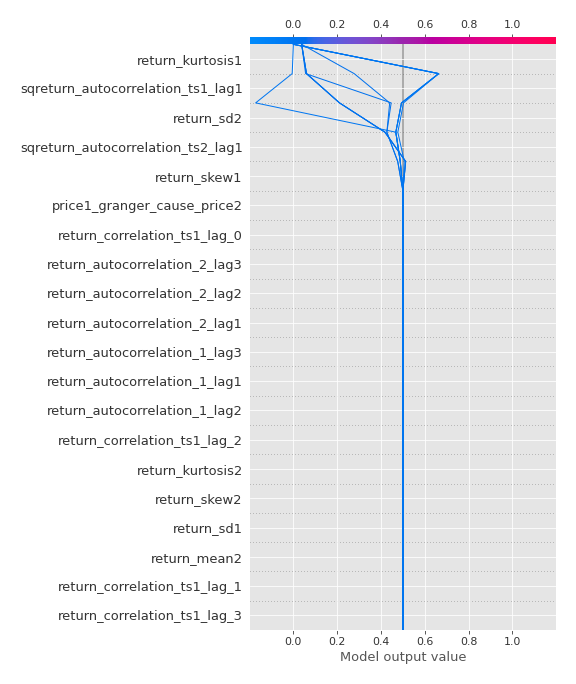 0.0 0.2 0.4 0.6 0.8 1.0
return_kurtosis1
sqreturn_autocorrelation_ts1_lag1
return_sd2
sqreturn_autocorrelation_ts2_lag1
return_skew1
price1_granger_cause_price2
return_correlation_ts1_lag_0
return_autocorrelation_2_lag3
return_autocorrelation_2_lag2
return_autocorrelation_2_lag1
return_autocorrelation_1_lag3
return_autocorrelation_1_lag1
return_autocorrelation_1_lag2
return_correlation_ts1_lag_2
return_kurtosis2
return_skew2
return_sd1
return_mean2
return_correlation_ts1_lag_1
return_correlation_ts1_lag_3
0.0 0.2 0.4 0.6 0.8 1.0
Model output value